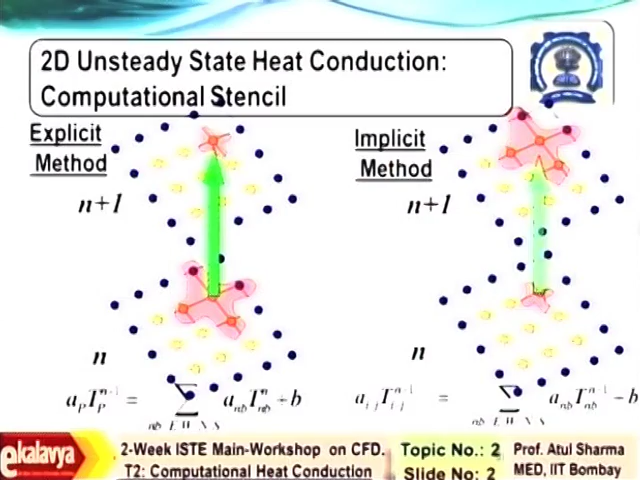 2D Unsteady State Heat Conduction:
Computational Stencil
Explicit
Method
Implicit
Method
n+1
n+1
n
n
2-Week ISTE Main-Workshop on CFD.
T2: Computational Heat Conduction
ekalavya
Topic No.: 2
Slide No: 2
Prof. Atul Sharma
MED, IIT Bombay